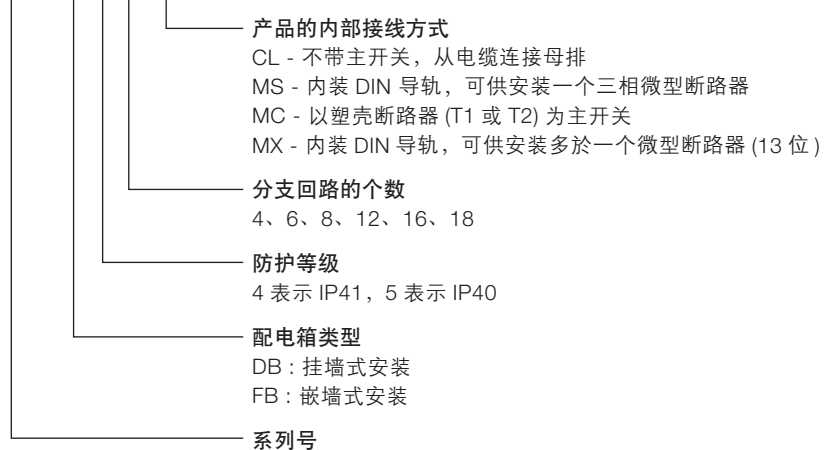 产品的内部接线方式
CL - 不带主开关，从电缆连接母排
MS - 内装 DIN 导轨，可供安装一个三相微型断路器
MC - 以塑壳断路器 (T1 或 T2) 为主开关
MX - 内装 DIN 导轨，可供安装多於一个微型断路器 (13 位 )
分支回路的个数
4、6、8、12、16、18
防护等级
4 表示 IP41，5 表示 IP40
配电箱类型
DB : 挂墙式安装
FB : 嵌墙式安装
系列号